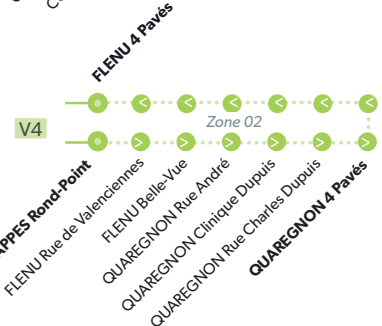 FLENU 4 Pavés
V4
Zone 02
APPES Rond-Point
FLENU Rue de Valenciennes
FLENU Belle-Vue
QUAREGNON Rue André
QUAREGNON Clinique Dupuis
QUAREGNON Rue Charles Dupuis
QUAREGNON 4 Pavés